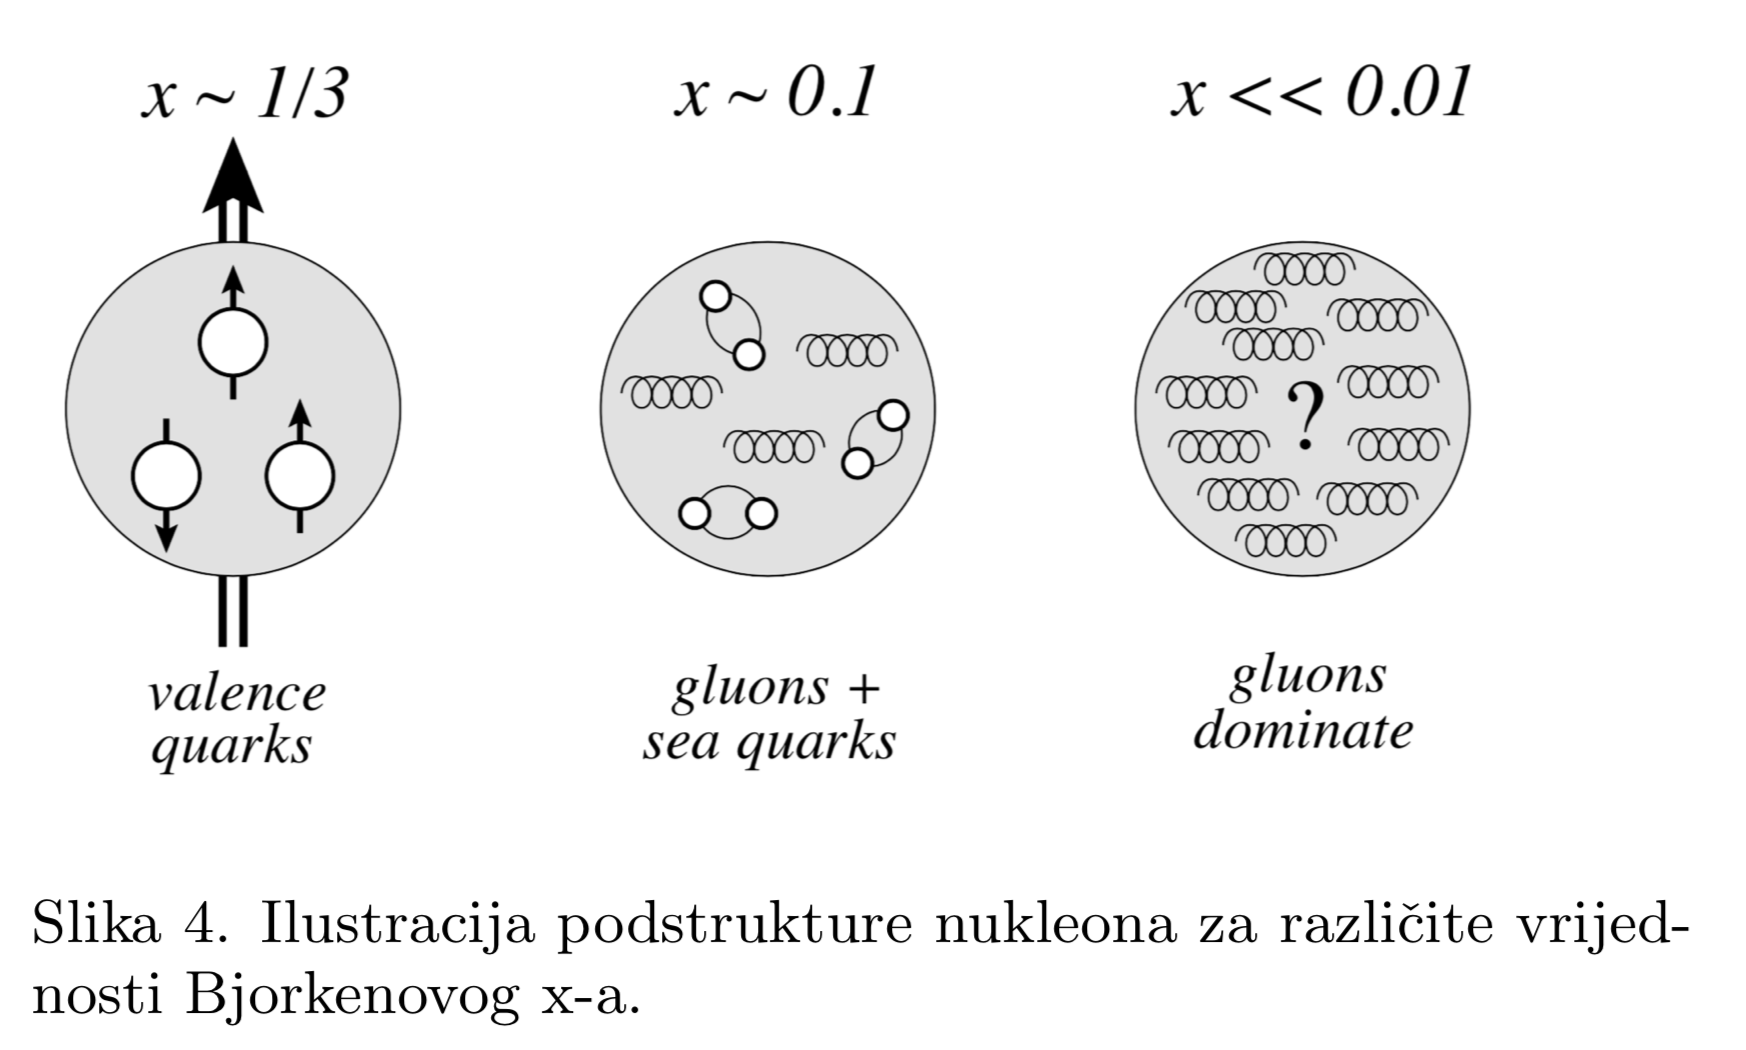 x ~ 1/3
x ~ 0.1
x << 0.01
?
valence
quarks
gluons +
sea quarks
gluons
dominate
Slika 4. Ilustracija podstrukture nukleona za različite vrijed-
nosti Bjorkenovog x-a.